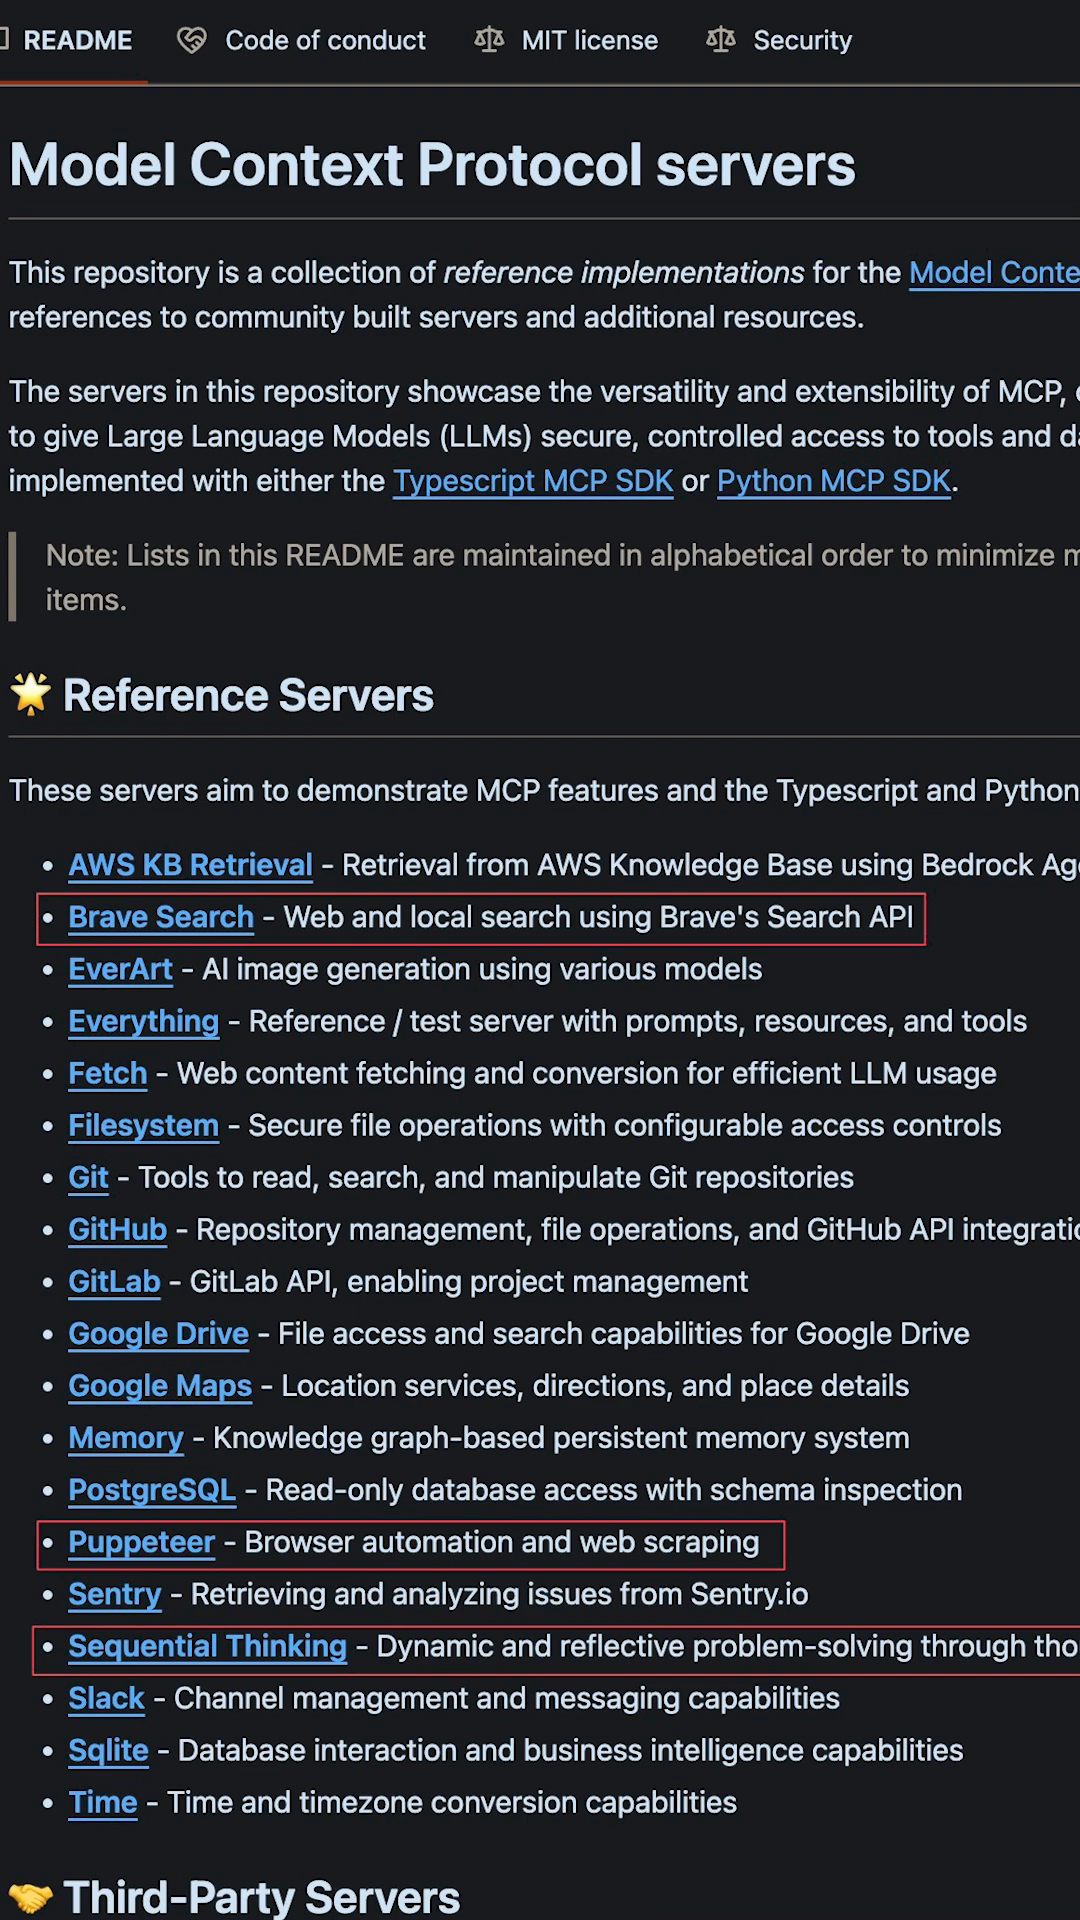 README Code of conduct MIT license Security
Model Context Protocol servers
This repository is a collection of reference implementations for the Model Conte
references to community built servers and additional resources.
The servers in this repository showcase the versatility and extensibility of MCP,
to give Large Language Models (LLMs) secure, controlled access to tools and da
implemented with either the Typescript MCP SDK or Python MCP SDK.
Note: Lists in this README are maintained in alphabetical order to minimize m
items.
🌟 Reference Servers
These servers aim to demonstrate MCP features and the Typescript and Python
• AWS KB Retrieval - Retrieval from AWS Knowledge Base using Bedrock Age
• Brave Search - Web and local search using Brave's Search API
• EverArt - AI image generation using various models
• Everything - Reference / test server with prompts, resources, and tools
• Fetch - Web content fetching and conversion for efficient LLM usage
• Filesystem - Secure file operations with configurable access controls
• Git - Tools to read, search, and manipulate Git repositories
• GitHub - Repository management, file operations, and GitHub API integratio
• GitLab - GitLab API, enabling project management
• Google Drive - File access and search capabilities for Google Drive
• Google Maps - Location services, directions, and place details
• Memory - Knowledge graph-based persistent memory system
• PostgreSQL - Read-only database access with schema inspection
• Puppeteer - Browser automation and web scraping
• Sentry - Retrieving and analyzing issues from Sentry.io
• Sequential Thinking - Dynamic and reflective problem-solving through tho
• Slack - Channel management and messaging capabilities
• Sqlite - Database interaction and business intelligence capabilities
• Time - Time and timezone conversion capabilities
🤝 Third-Party Servers